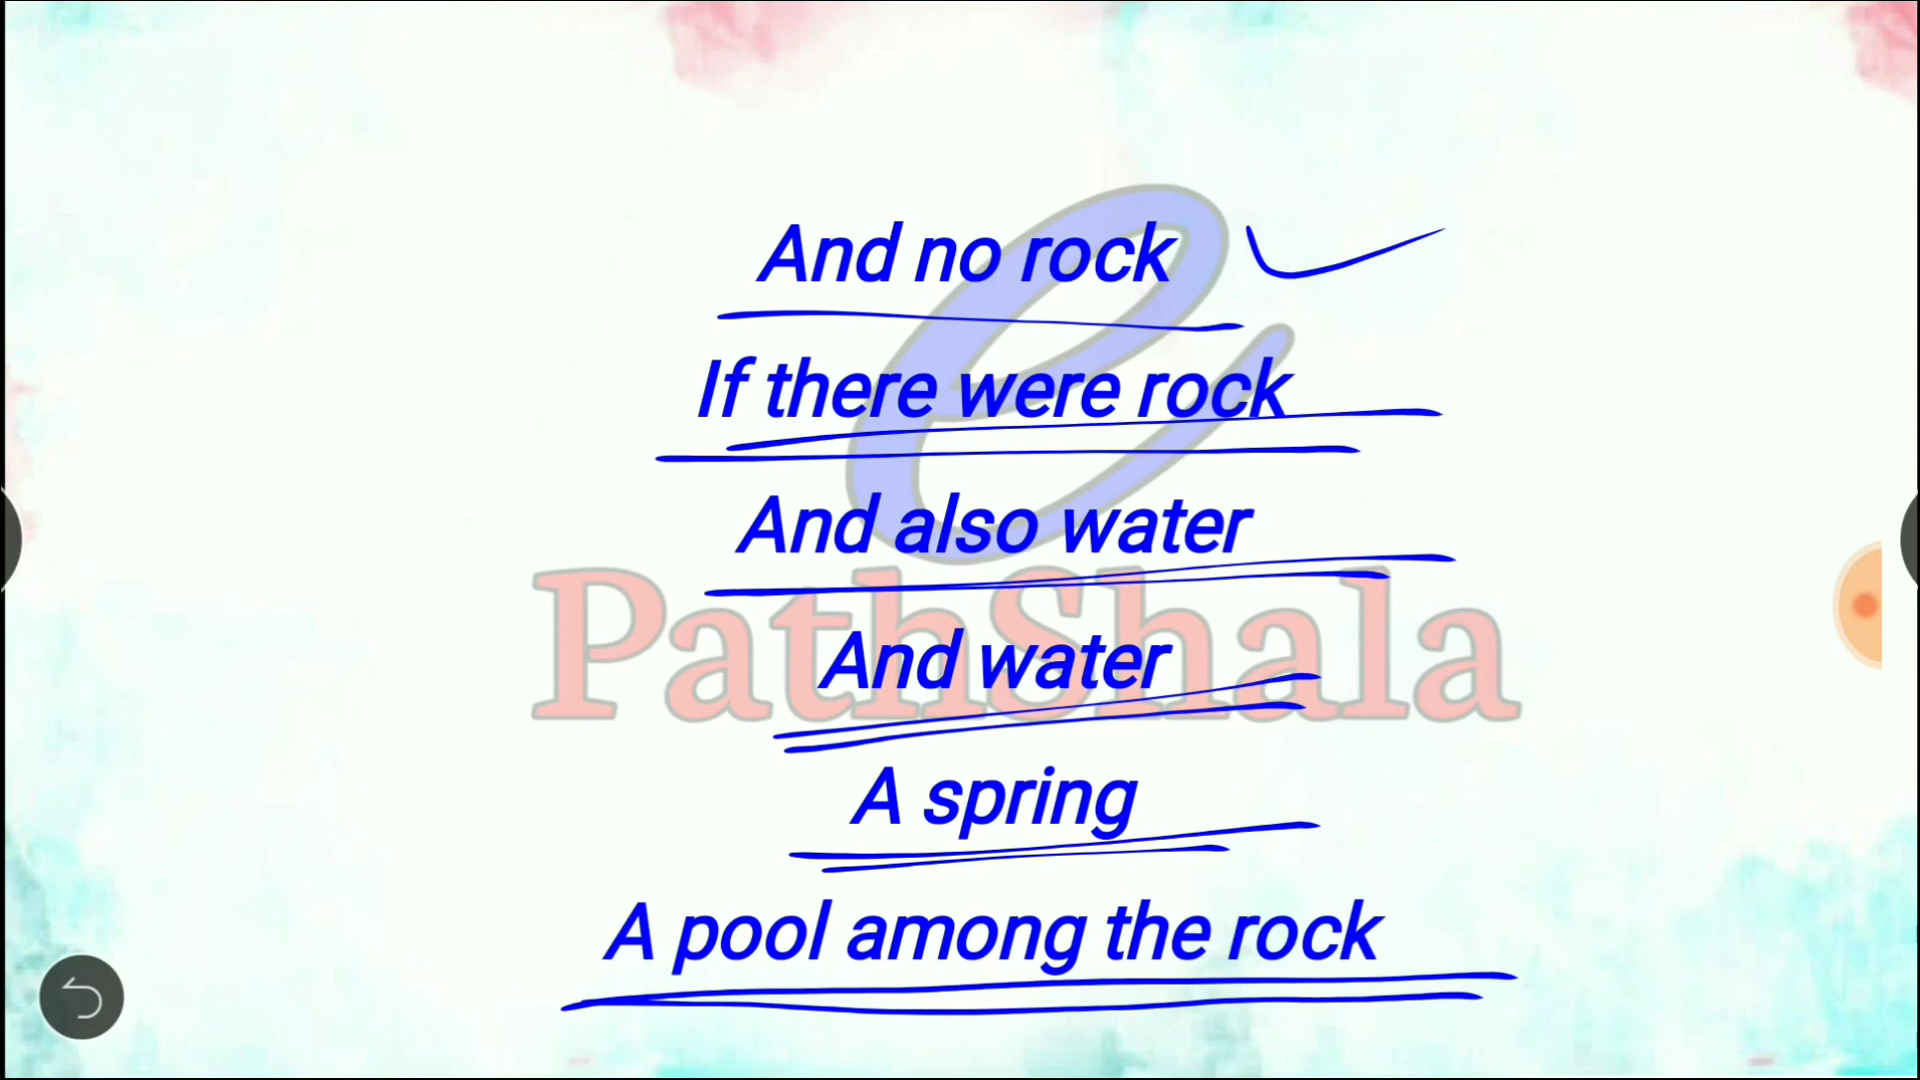 And no rock
If there were rock
And also water
e
PathShala
And water
A spring
A pool among the rock